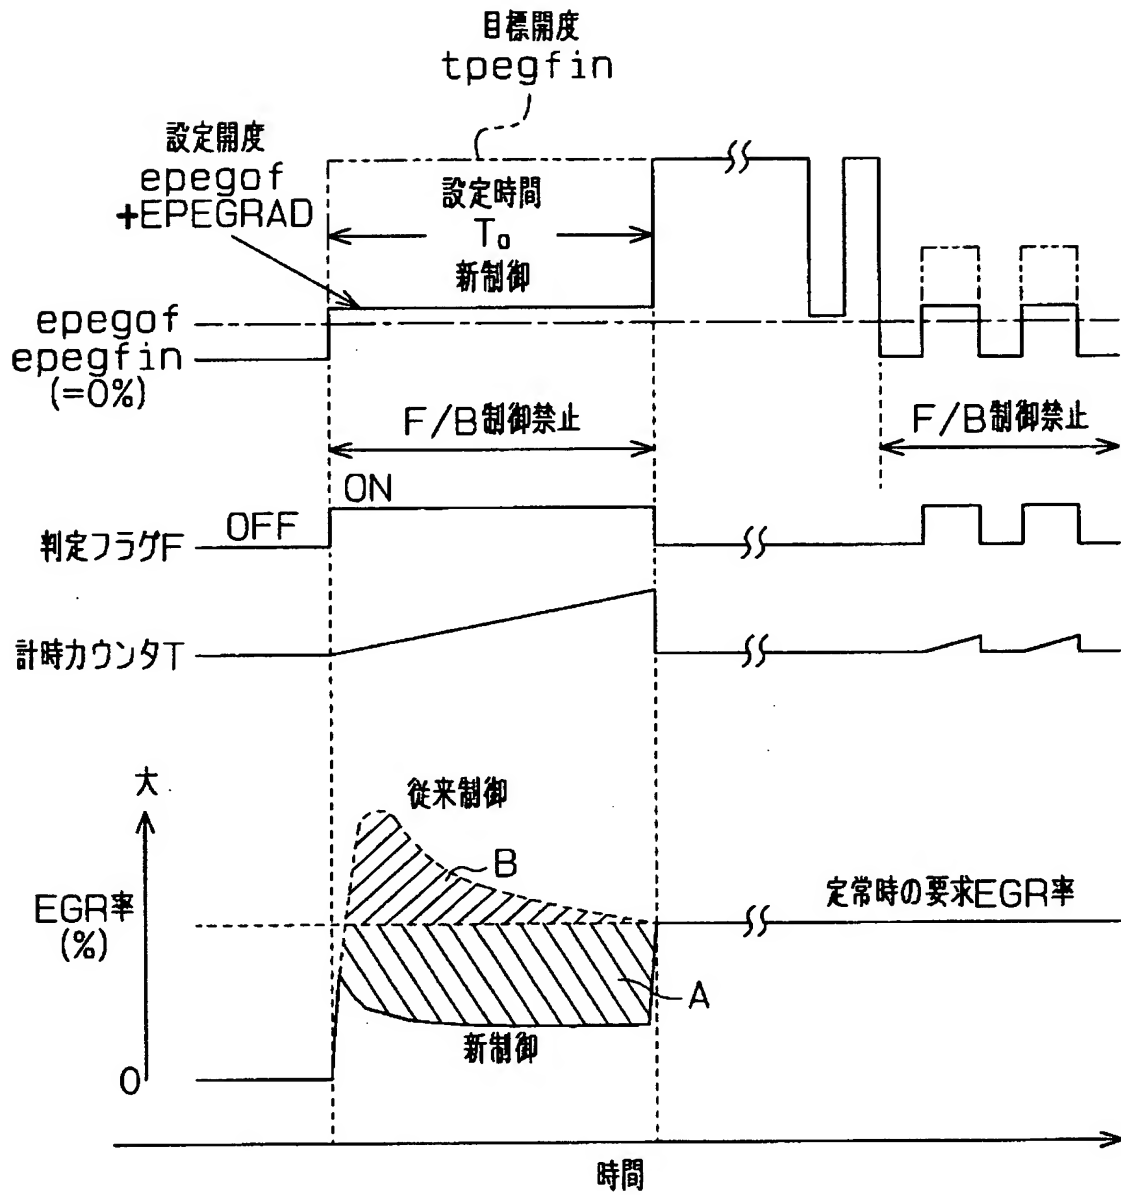 目標開度
tpegfin
設定開度
epegof
+EPEGRAD
設定時間
T₀
新制御
epegof
epegfin
(=0%)
F/B制御禁止
F/B制御禁止
ON
OFF
判定フラグF
計時カウンタT
大
従来制御
B
EGR率
(%)
定常時の要求EGR率
A
新制御
0
時間